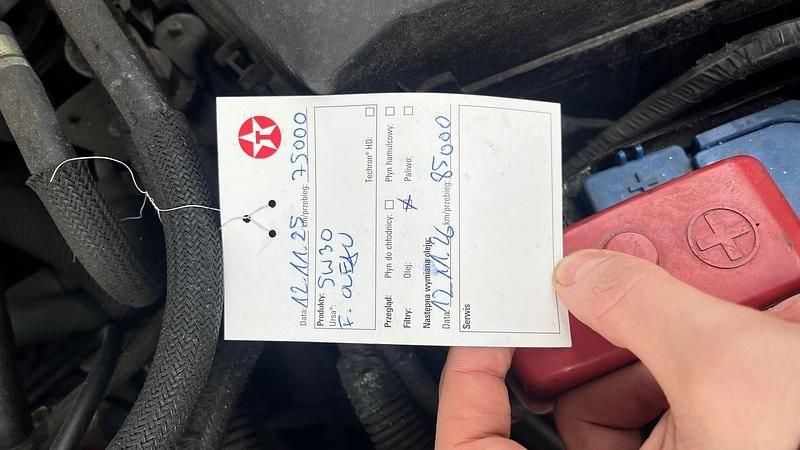 Data: 12.11.25 km/przebieg: 75000
Produkty: 5W30
Ursa®
F. OLEJU
Techron® HD: ☐
Przegląd: Płyn do chłodnicy: ☐ Płyn hamulcowy: ☐
Filtry: Olej: ☒ Paliwo: ☐
Następna wymiana oleju:
Data: 12.11.26 km/przebieg: 85000
Serwis